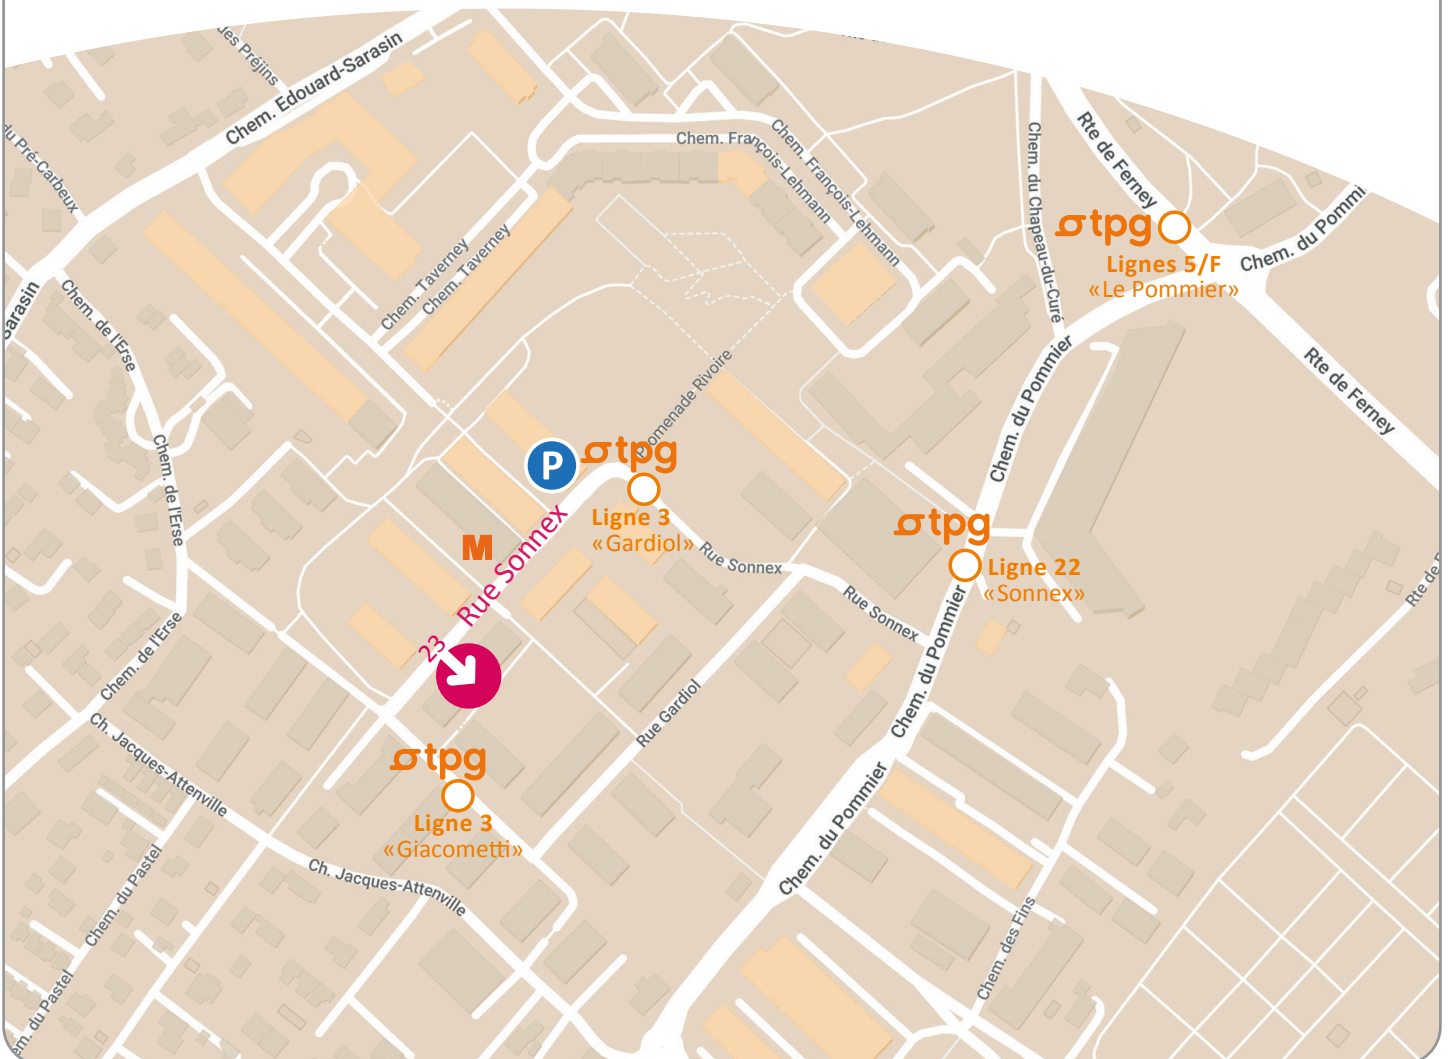 des Préjins
Chem. Edouard-Sarasin
du Pré-Carbeux
Sarasin
Chem. François-Lehmann
Chem. François-Lehmann
Chem. Taverney
Chem. Taverney
Chem. du Chapeau-du-Curé
Rte de Ferney
tpg
Lignes 5/F
«Le Pommier»
Chem. du Pommi
Rte de Ferney
Chem. de l'Erse
Chem. de l'Erse
Chem. de l'Erse
Promenade Rivoire
Chem. du Pommier
P
tpg
Ligne 3
«Gardiol»
M
Rue Sonnex
23
Rue Sonnex
Rue Sonnex
tpg
Ligne 22
«Sonnex»
Rte de F
Chem. du Pommier
Rue Gardiol
Ch. Jacques-Attenville
tpg
Ligne 3
«Giacometti»
Chem. du Pommier
Ch. Jacques-Attenville
Chem. du Pastel
em. du Pastel
Chem. des Fins